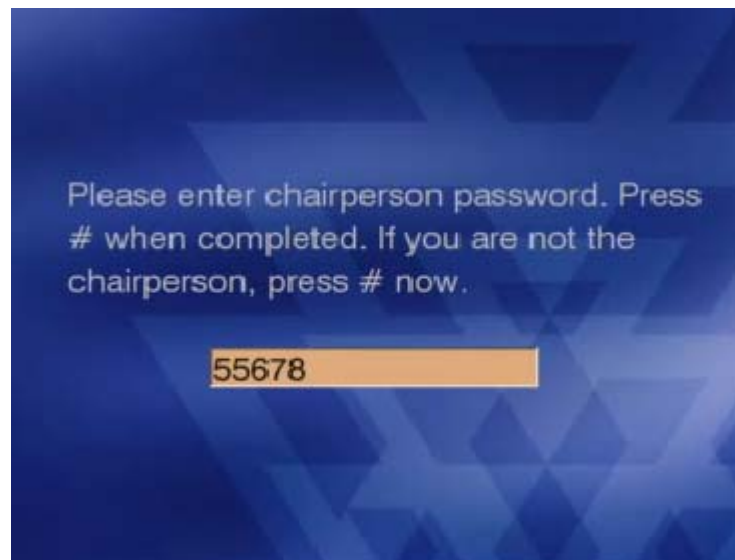 Please enter chairperson password. Press
# when completed. If you are not the
chairperson, press # now.
55678